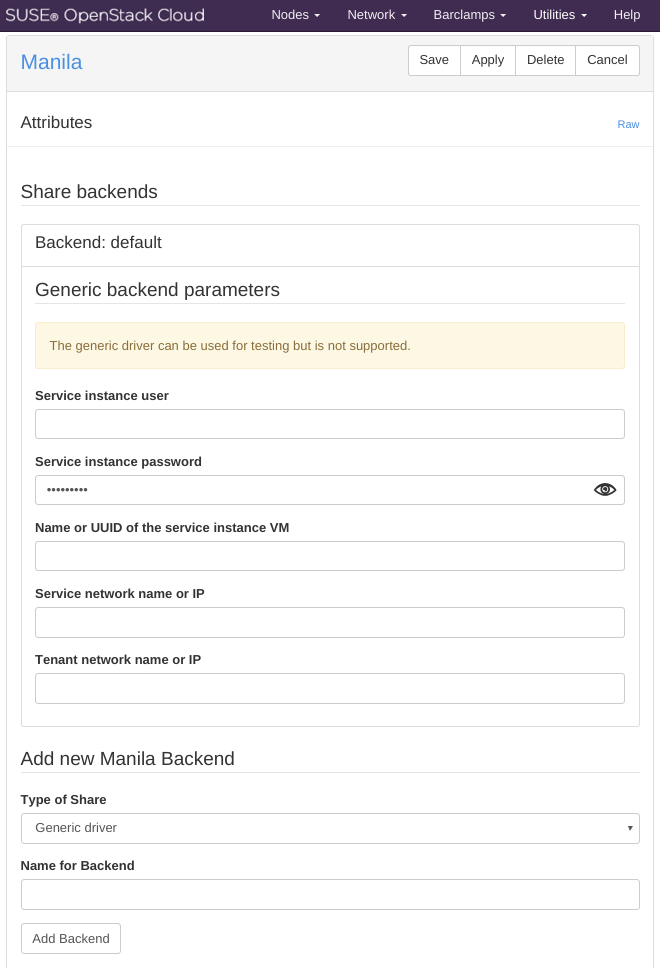 SUSE® OpenStack Cloud Nodes Network Barclamps Utilities Help
Manila Save Apply Delete Cancel
Attributes Raw
Share backends
Backend: default
Generic backend parameters
The generic driver can be used for testing but is not supported.
Service instance user
Service instance password
•••••••••
Name or UUID of the service instance VM
Service network name or IP
Tenant network name or IP
Add new Manila Backend
Type of Share
Generic driver
Name for Backend
Add Backend